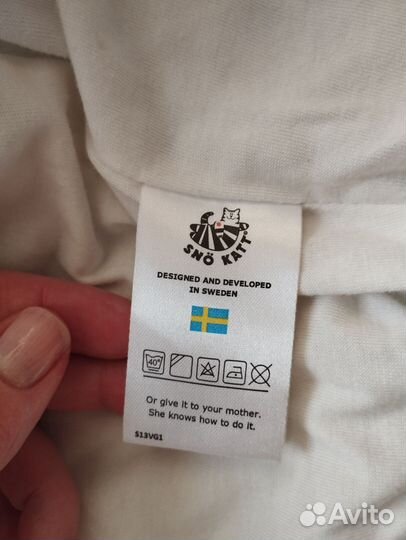 SNÖ KATT®
DESIGNED AND DEVELOPED
IN SWEDEN
40°
Or give it to your mother.
She knows how to do it.
S13VG1
Avito